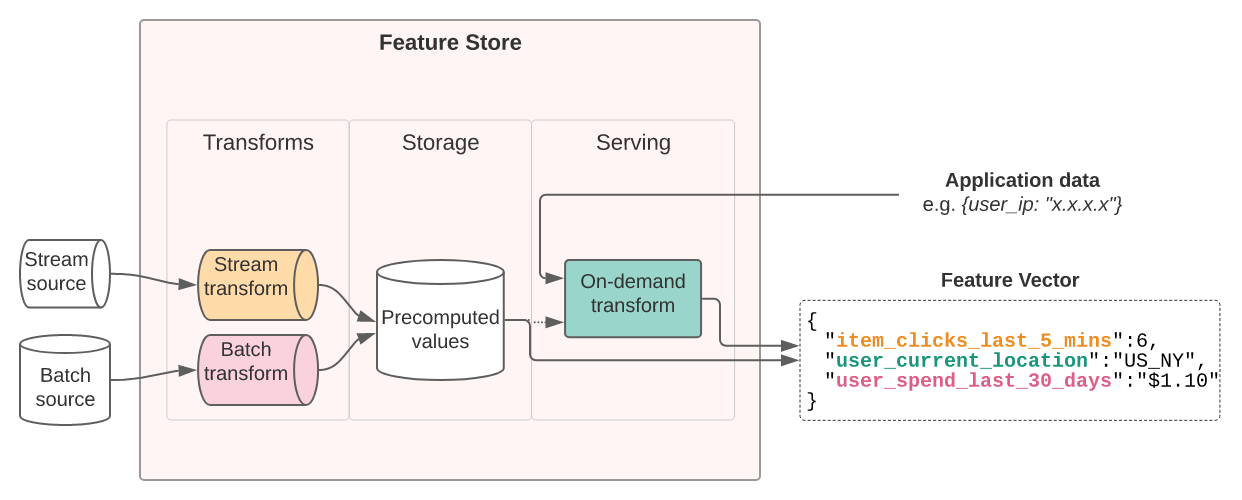 Feature Store
Transforms
Storage
Serving
Application data
e.g. {user_ip: "x.x.x.x"}
Stream
source
Stream
transform
Precomputed
values
On-demand
transform
Batch
source
Batch
transform
Feature Vector
{
"item_clicks_last_5_mins":6,
"user_current_location":"US_NY",
"user_spend_last_30_days":"$1.10"
}